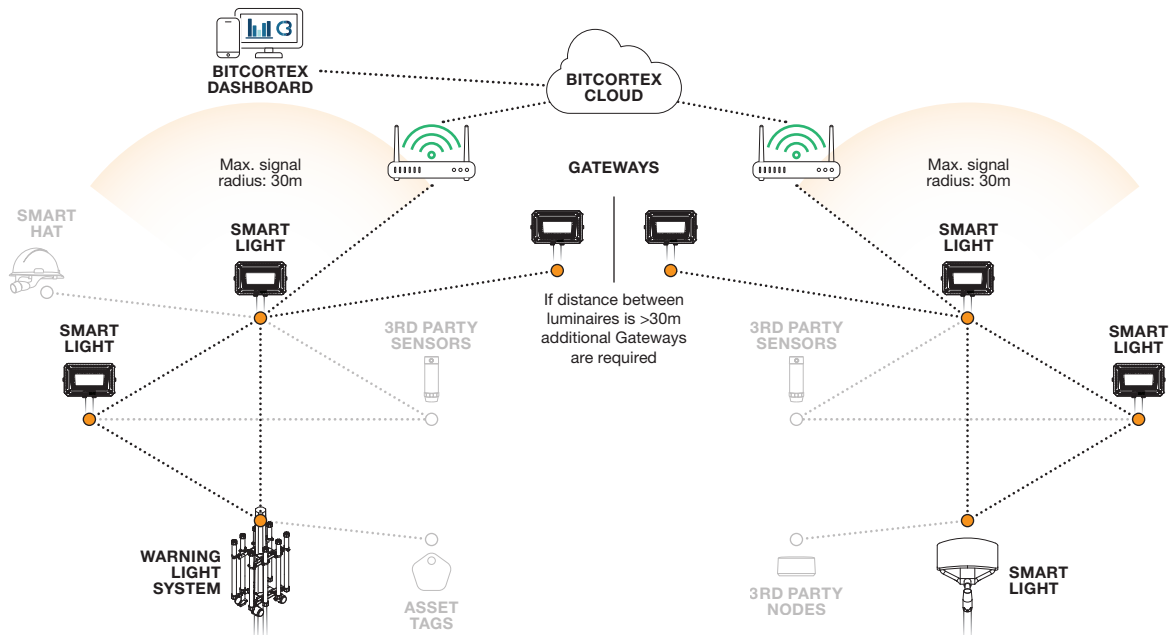 BITCORTEX
DASHBOARD
BITCORTEX
CLOUD
Max. signal
radius: 30m
GATEWAYS
Max. signal
radius: 30m
SMART
HAT
SMART
LIGHT
SMART
LIGHT
If distance between
luminaires is >30m
additional Gateways
are required
SMART
LIGHT
3RD PARTY
SENSORS
3RD PARTY
SENSORS
SMART
LIGHT
WARNING
LIGHT
SYSTEM
ASSET
TAGS
3RD PARTY
NODES
SMART
LIGHT